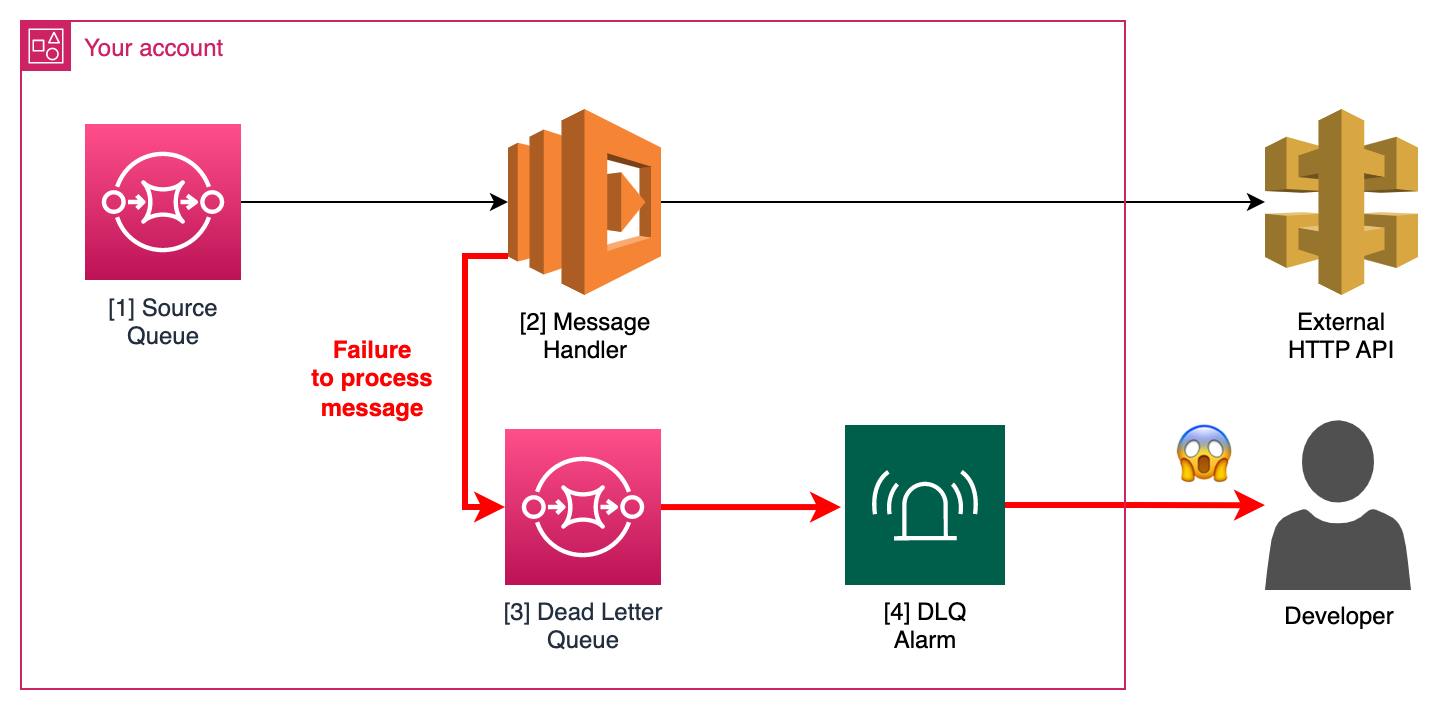 Your account
[1] Source
Queue
[2] Message
Handler
External
HTTP API
Failure
to process
message
[3] Dead Letter
Queue
[4] DLQ
Alarm
Developer